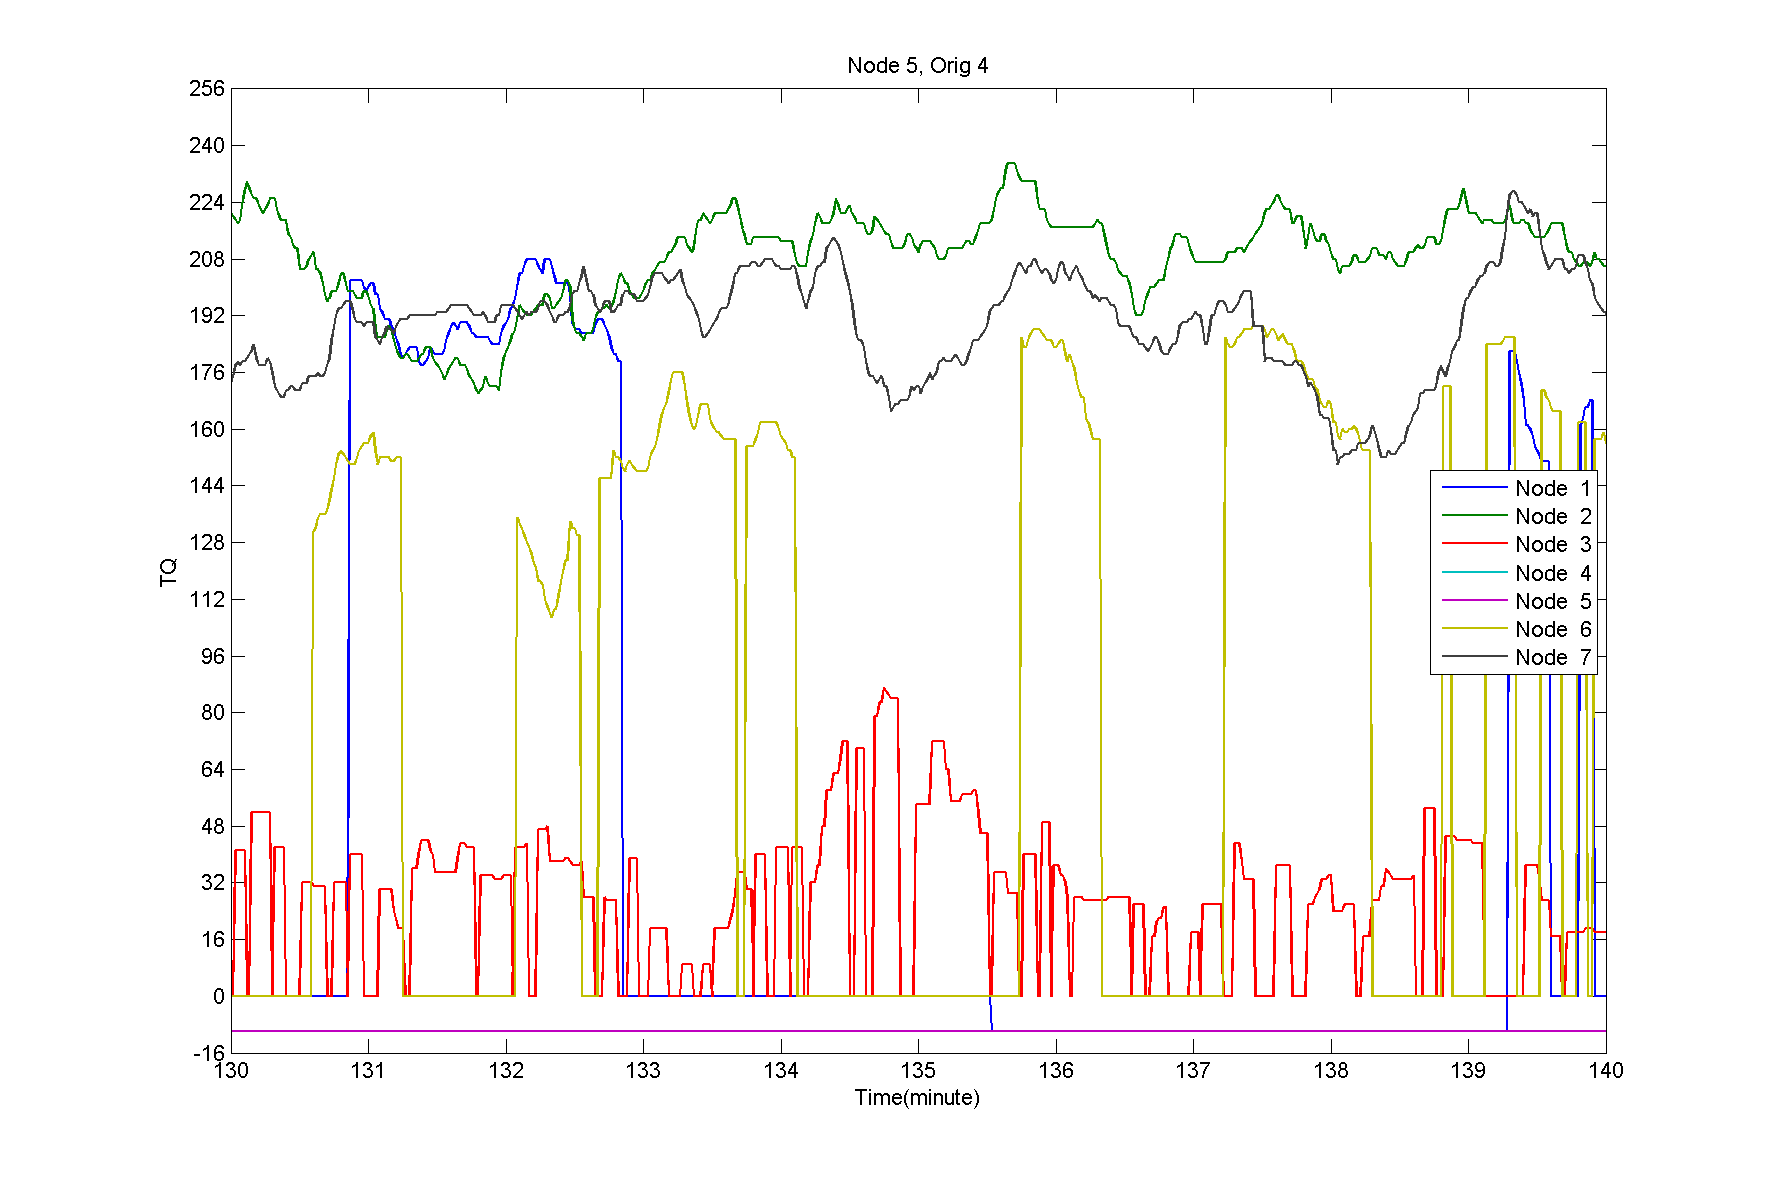 Node 5, Orig 4
256
240
224
208
192
176
160
144
128
112
96
80
64
48
32
16
0
-16
TQ
Node 1
Node 2
Node 3
Node 4
Node 5
Node 6
Node 7
130 131 132 133 134 135 136 137 138 139 140
Time(minute)